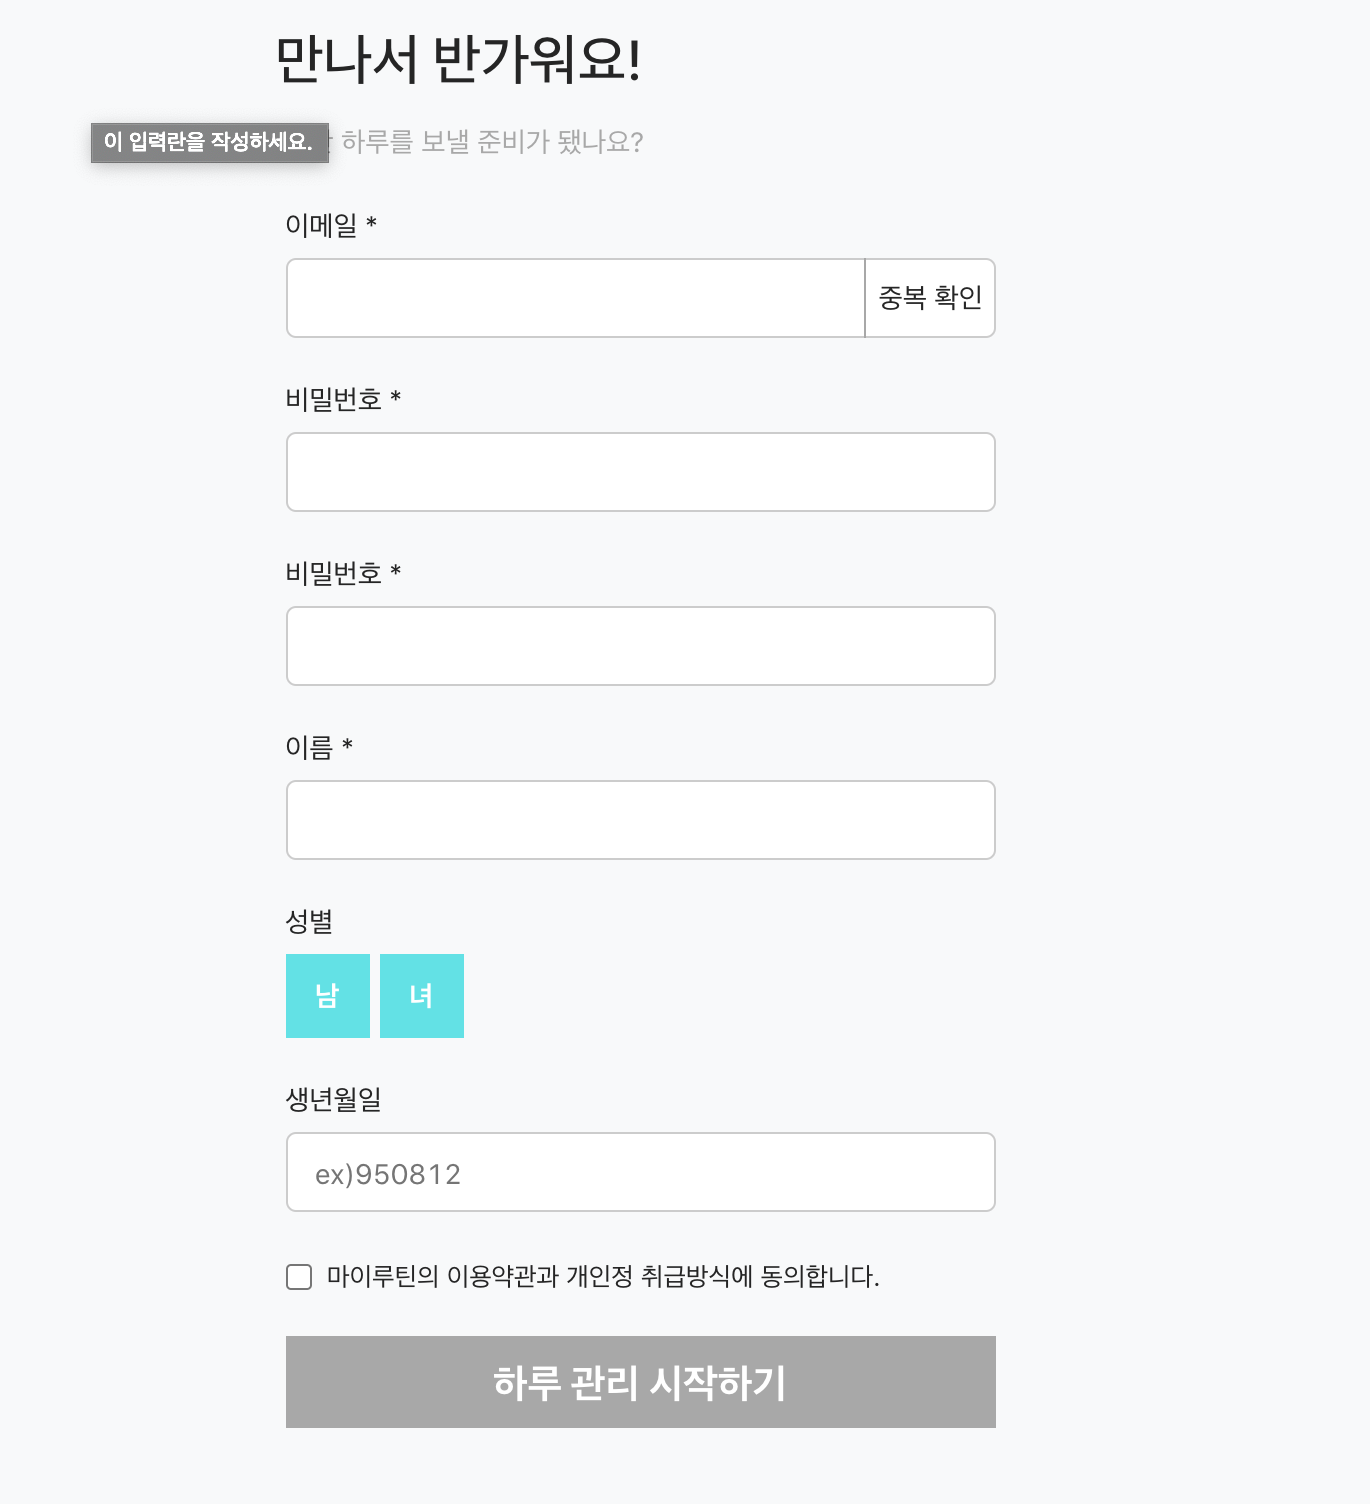 만나서 반가워요!
이 입력란을 작성하세요.
하루를 보낼 준비가 됐나요?
이메일 *
중복 확인
비밀번호 *
비밀번호 *
이름 *
성별
남 녀
생년월일
ex)950812
마이루틴의 이용약관과 개인정 취급방식에 동의합니다.
하루 관리 시작하기